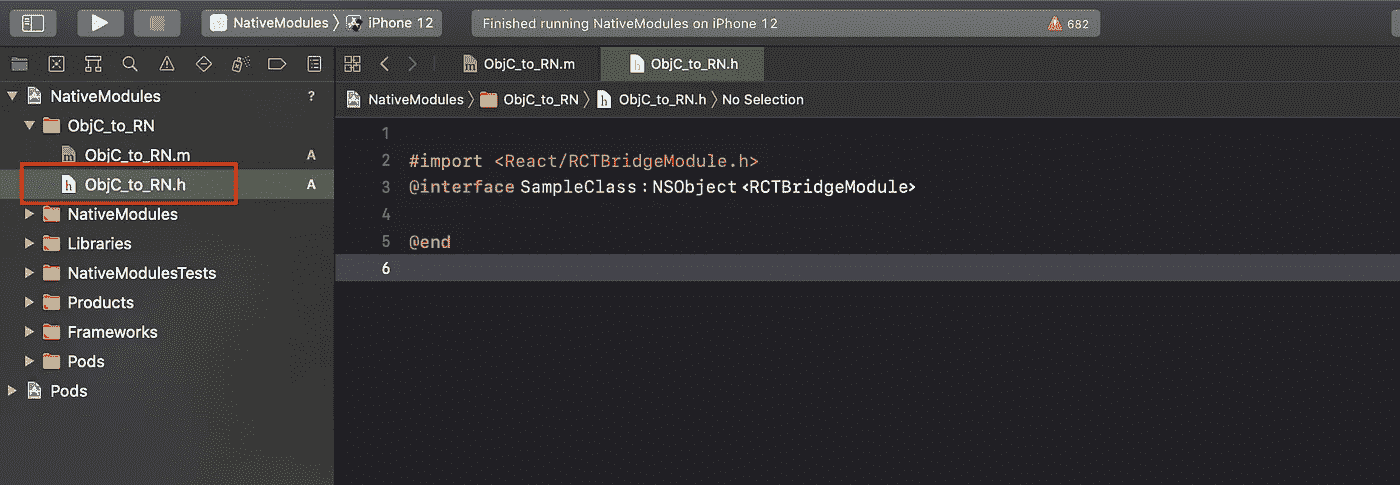 NativeModules 〉 iPhone 12
Finished running NativeModules on iPhone 12
682
ObjC_to_RN.m
ObjC_to_RN.h
NativeModules 〉 ObjC_to_RN 〉 h ObjC_to_RN.h 〉 No Selection
NativeModules ?
ObjC_to_RN
m ObjC_to_RN.m A
h ObjC_to_RN.h A
NativeModules
Libraries
NativeModulesTests
Products
Frameworks
Pods
Pods
1
2 #import <React/RCTBridgeModule.h>
3 @interface SampleClass : NSObject <RCTBridgeModule>
4
5 @end
6